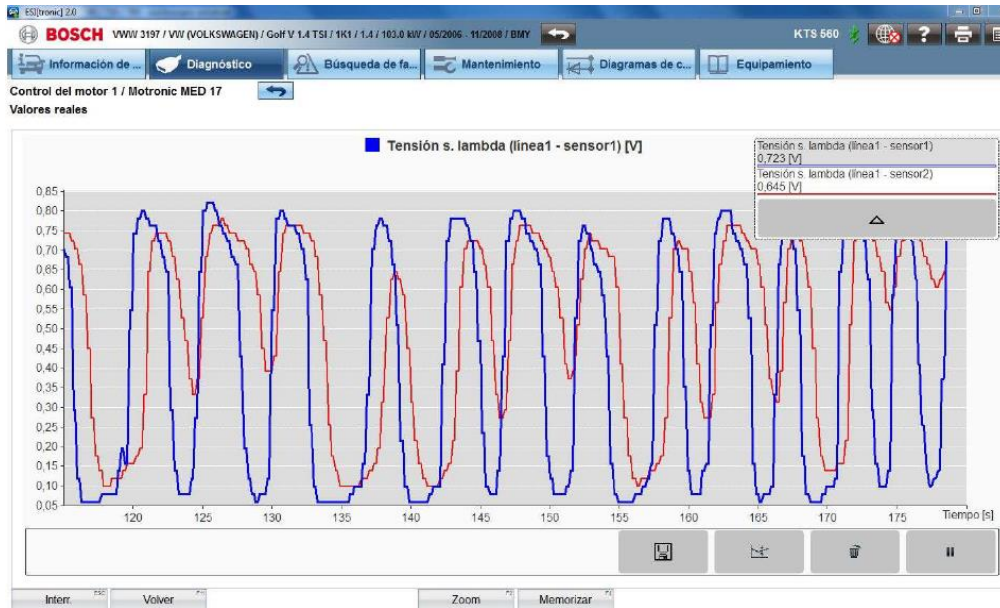 ESI[tronic] 2.0
BOSCH VWW 3197 / VW (VOLKSWAGEN) / Golf V 1.4 TSI / 1K1 / 1.4 / 103.0 kW / 05/2006 - 11/2008 / BMY KTS 560 ?
Información de ... Diagnóstico Búsqueda de fa... Mantenimiento Diagramas de c... Equipamiento
Control del motor 1 / Motronic MED 17
Valores reales
Tensión s. lambda (línea1 - sensor1) [V]
Tensión s. lambda (línea1 - sensor1)
0,723 [V]
Tensión s. lambda (línea1 - sensor2)
0,645 [V]
0,85
0,80
0,75
0,70
0,65
0,60
0,55
0,50
0,45
0,40
0,35
0,30
0,25
0,20
0,15
0,10
0,05
120 125 130 135 140 145 150 155 160 165 170 175 Tiempo [s]
Interr. ESC Volver Zoom Memorizar